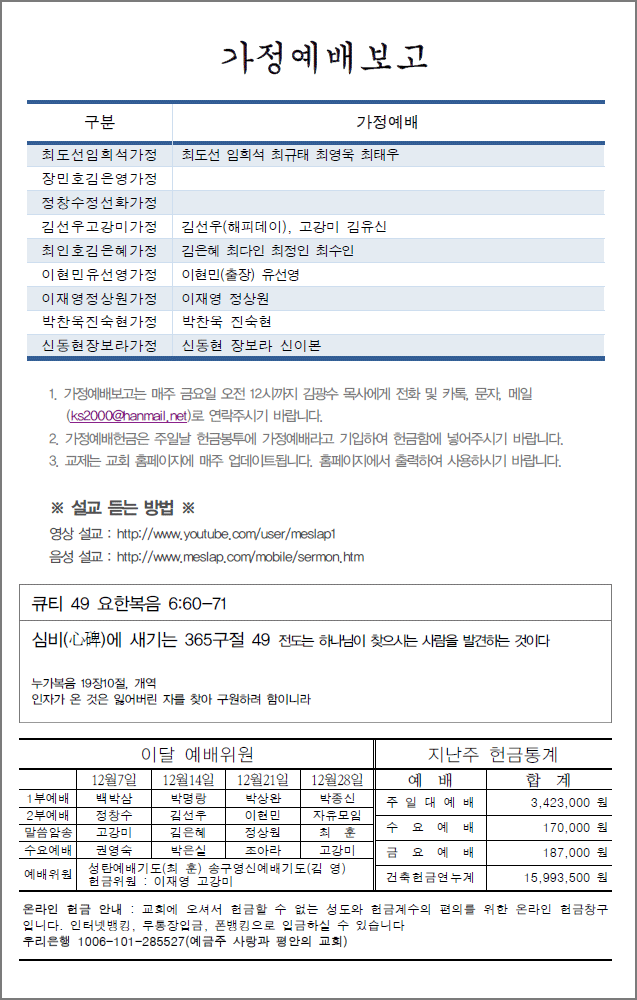 가정예배보고
구분 가정예배
최도선임희석가정 최도선 임희석 최규태 최영욱 최태우
장민호김은영가정
정창수정선화가정
김선우고강미가정 김선우(해피데이), 고강미 김유신
최인호김은혜가정 김은혜 최다인 최정인 최수인
이현민유선영가정 이현민(출장) 유선영
이재영정상원가정 이재영 정상원
박찬욱진숙현가정 박찬욱 진숙현
신동현장보라가정 신동현 장보라 신이본
1. 가정예배보고는 매주 금요일 오전 12시까지 김광수 목사에게 전화 및 카톡, 문자, 메일
(ks2000@hanmail.net)로 연락주시기 바랍니다.
2. 가정예배헌금은 주일날 헌금봉투에 가정예배라고 기입하여 헌금함에 넣어주시기 바랍니다.
3. 교제는 교회 홈페이지에 매주 업데이트됩니다. 홈페이지에서 출력하여 사용하시기 바랍니다.
※ 설교 듣는 방법 ※
영상 설교 : http://www.youtube.com/user/meslap1
음성 설교 : http://www.meslap.com/mobile/sermon.htm
큐티 49 요한복음 6:60-71
심비(心碑)에 새기는 365구절 49 전도는 하나님이 찾으시는 사람을 발견하는 것이다
누가복음 19장10절, 개역
인자가 온 것은 잃어버린 자를 찾아 구원하려 함이니라
이달 예배위원
12월7일 12월14일 12월21일 12월28일
1부예배 백박삼 박명랑 박상완 박종신
2부예배 정창수 김선우 이현민 자유모임
말씀암송 고강미 김은혜 정상원 최 훈
수요예배 권영숙 박은실 조아라 고강미
예배위원 성탄예배기도(최 훈) 송구영신예배기도(김 영)
헌금위원 : 이재영 고강미
지난주 헌금통계
예 배 합 계
주 일 대 예 배 3,423,000 원
수 요 예 배 170,000 원
금 요 예 배 187,000 원
건축헌금연누계 15,993,500 원
온라인 헌금 안내 : 교회에 오셔서 헌금할 수 없는 성도와 헌금계수의 편의를 위한 온라인 헌금창구
입니다. 인터넷뱅킹, 무통장입금, 폰뱅킹으로 입금하실 수 있습니다
우리은행 1006-101-285527(예금주 사랑과 평안의 교회)